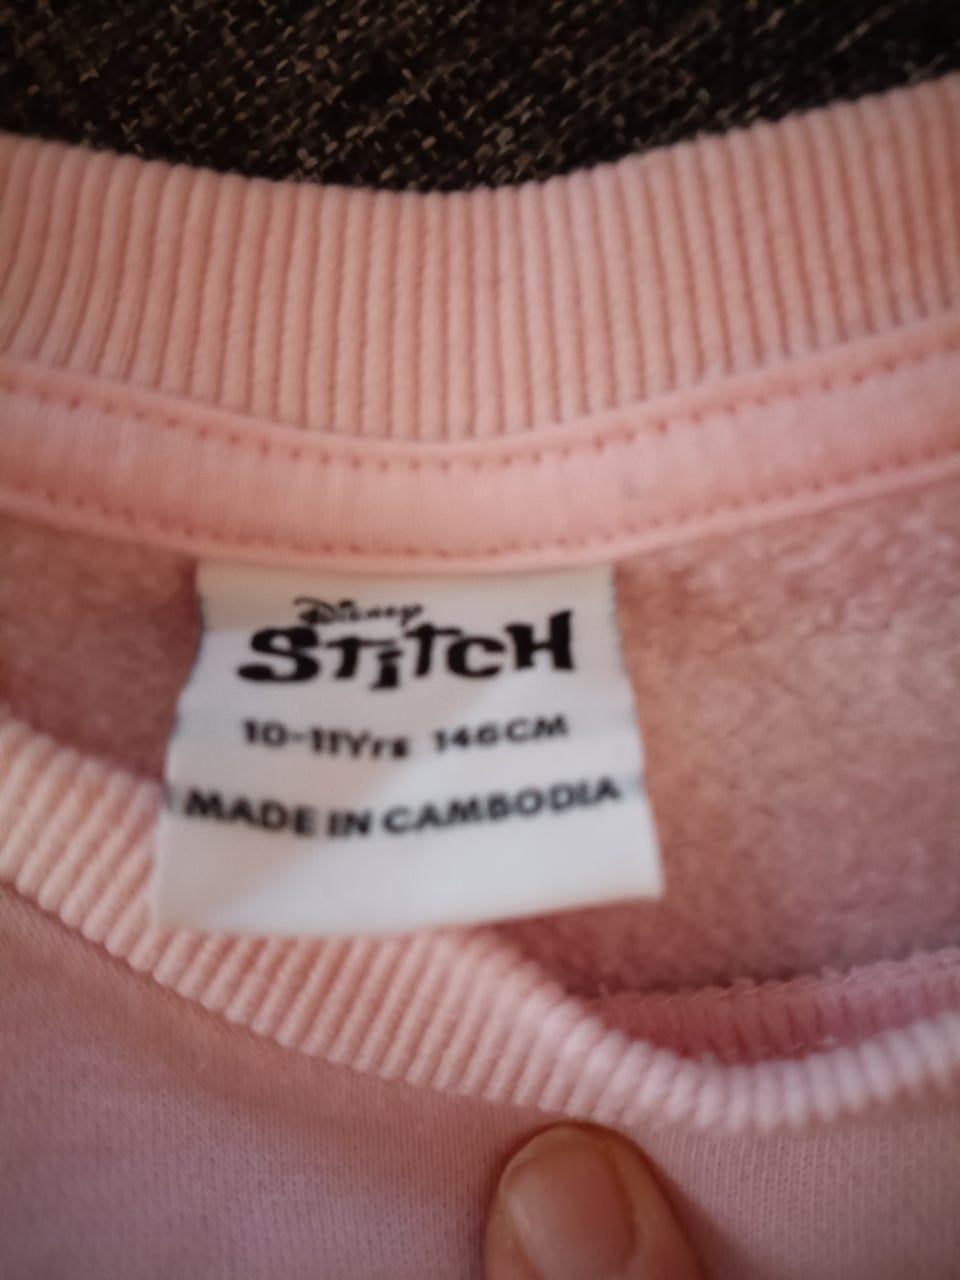 Disney
STiTCH
10-11Yrs 146CM
MADE IN CAMBODIA